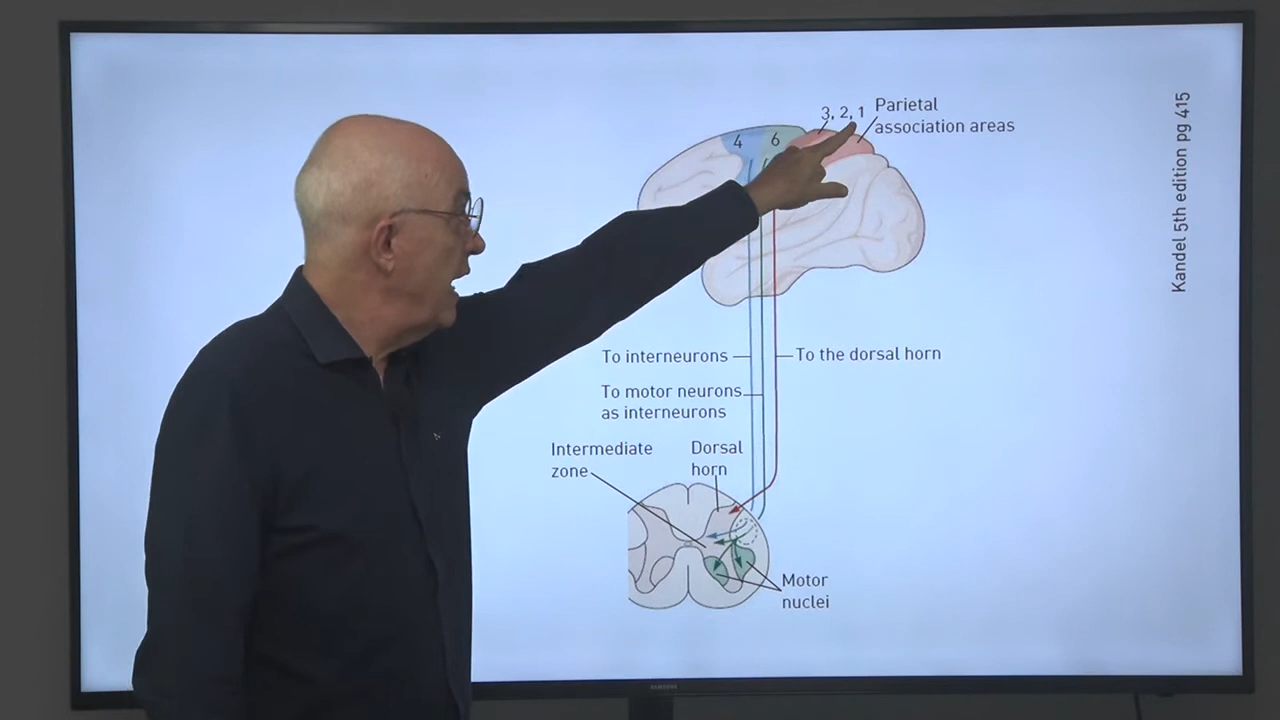 3, 2, 1
Parietal
association areas
4
6
Kandel 5th edition pg 415
To interneurons
To the dorsal horn
To motor neurons
as interneurons
Intermediate
zone
Dorsal
horn
Motor
nuclei
SAMSUNG